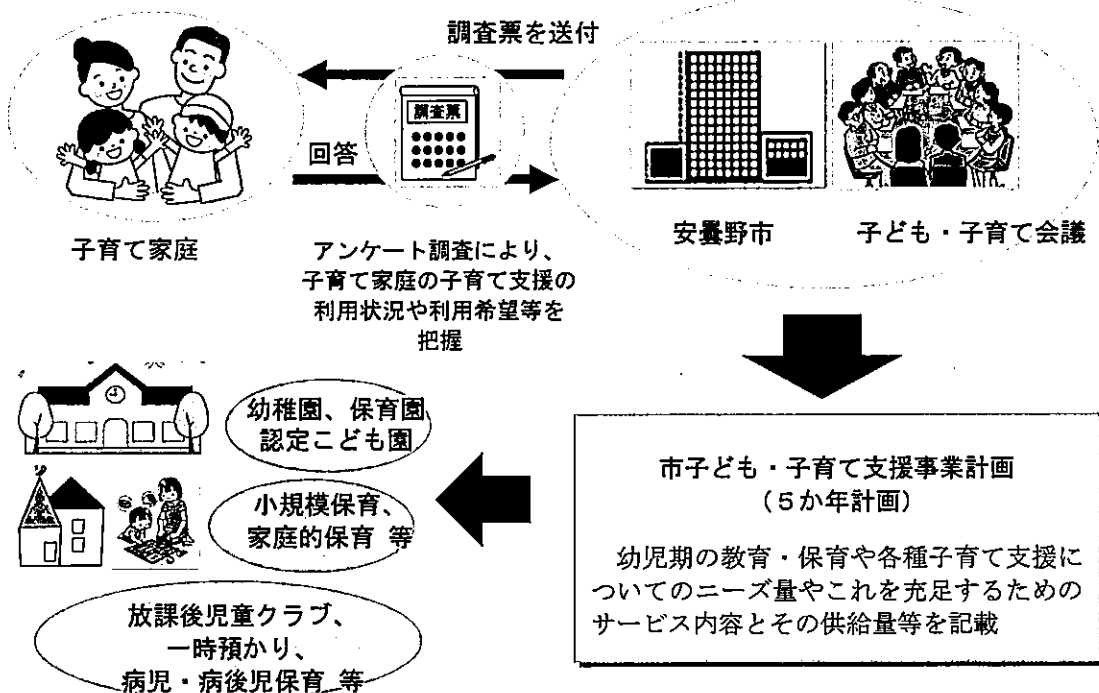 調査票を送付
調査票
回答
子育て家庭
アンケート調査により、
子育て家庭の子育て支援の
利用状況や利用希望等を
把握
安曇野市
子ども・子育て会議
市子ども・子育て支援事業計画
（５か年計画）
幼児期の教育・保育や各種子育て支援に
ついてのニーズ量やこれを充足するための
サービス内容とその供給量等を記載
幼稚園、保育園
認定こども園
小規模保育、
家庭的保育 等
放課後児童クラブ、
一時預かり、
病児・病後児保育 等